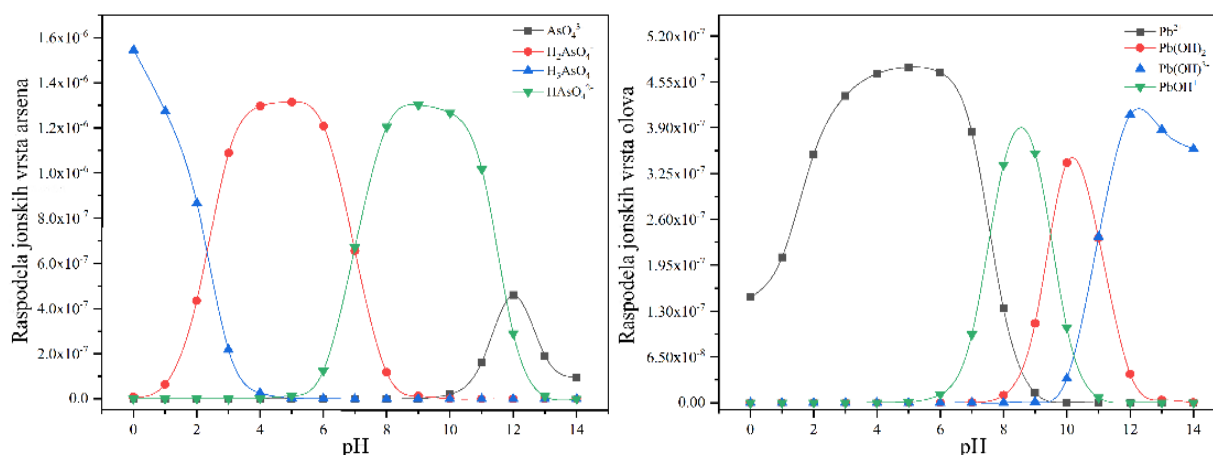 Raspodela jonskih vrsta arsena
1.6x10⁻⁶
1.4x10⁻⁶
1.2x10⁻⁶
1.0x10⁻⁶
8.0x10⁻⁷
6.0x10⁻⁷
4.0x10⁻⁷
2.0x10⁻⁷
0.0
AsO₄³
H₂AsO₄⁻
H₃AsO₄
HAsO₄²⁻
0 2 4 6 8 10 12 14
pH
Raspodela jonskih vrsta olova
5.20x10⁻⁷
4.55x10⁻⁷
3.90x10⁻⁷
3.25x10⁻⁷
2.60x10⁻⁷
1.95x10⁻⁷
1.30x10⁻⁷
6.50x10⁻⁸
0.00
Pb²
Pb(OH)₂
Pb(OH)³⁻
PbOH⁺
0 2 4 6 8 10 12 14
pH